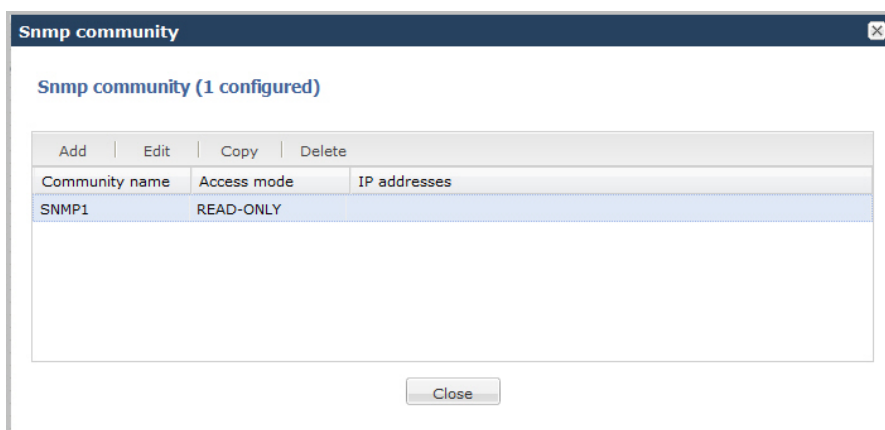 Snmp community
Snmp community (1 configured)
Add Edit Copy Delete
Community name Access mode IP addresses
SNMP1 READ-ONLY
Close